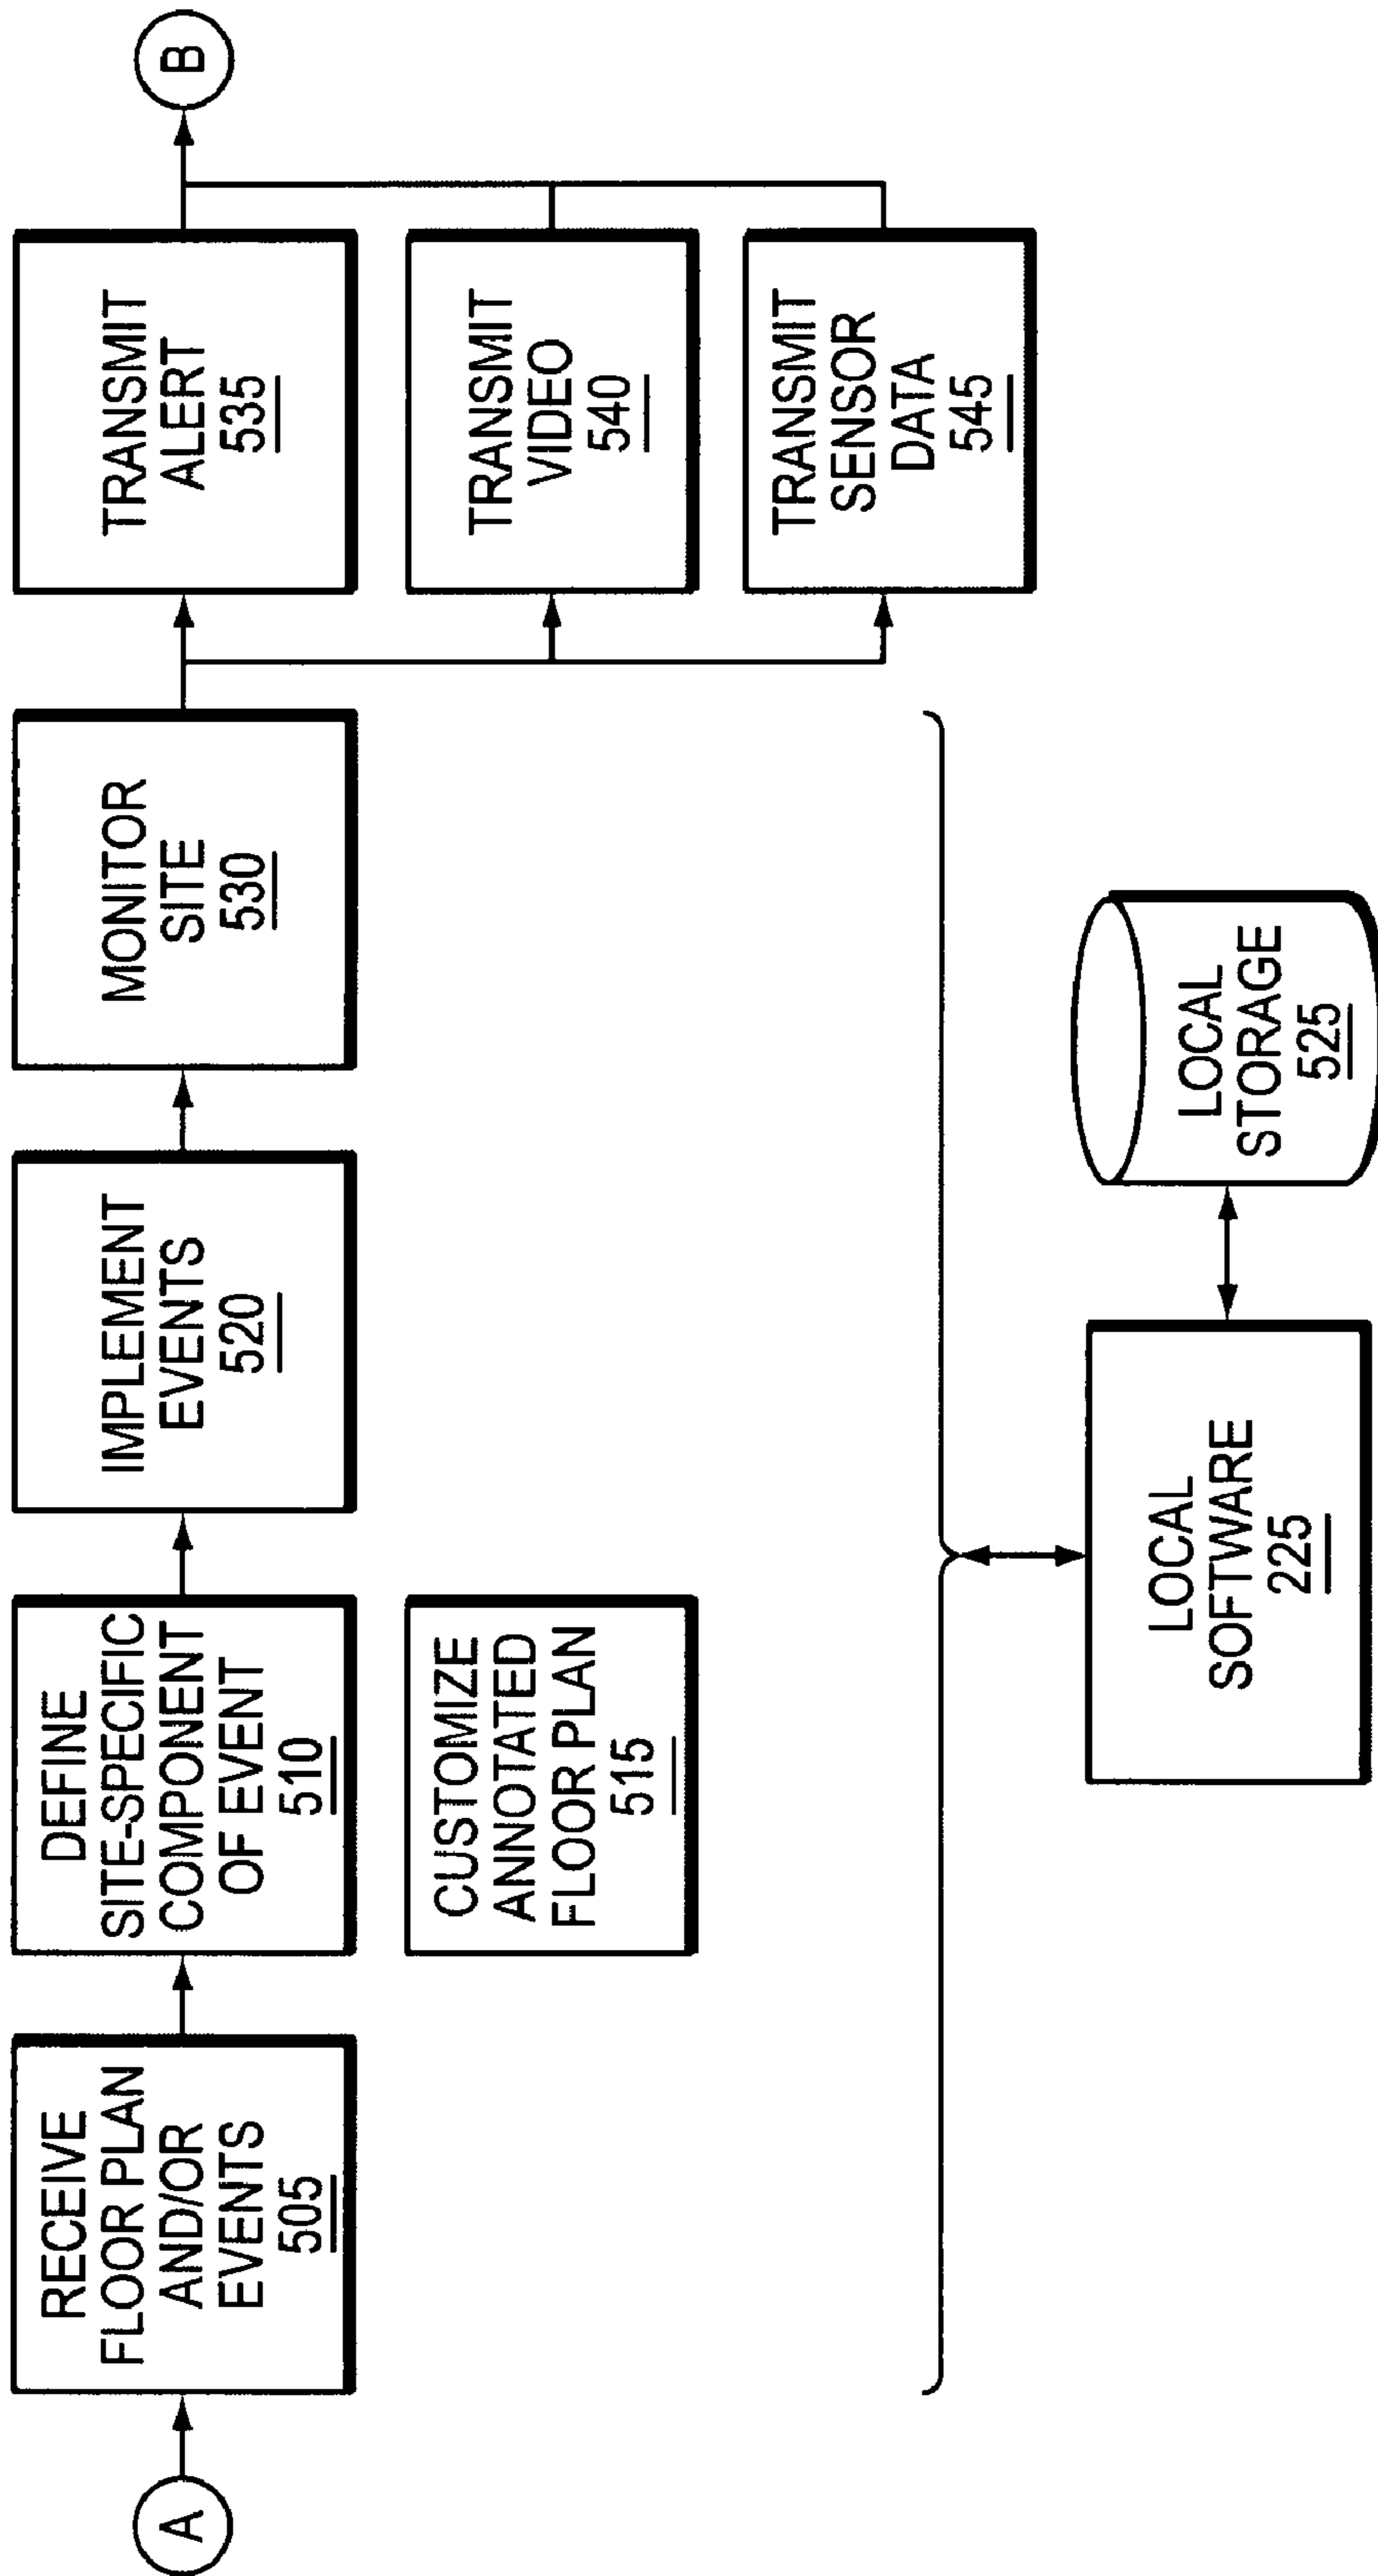 A
RECEIVE
FLOOR PLAN
AND/OR
EVENTS
505
DEFINE
SITE-SPECIFIC
COMPONENT
OF EVENT
510
IMPLEMENT
EVENTS
520
MONITOR
SITE
530
TRANSMIT
ALERT
535
B
CUSTOMIZE
ANNOTATED
FLOOR PLAN
515
TRANSMIT
VIDEO
540
TRANSMIT
SENSOR
DATA
545
LOCAL
SOFTWARE
225
LOCAL
STORAGE
525